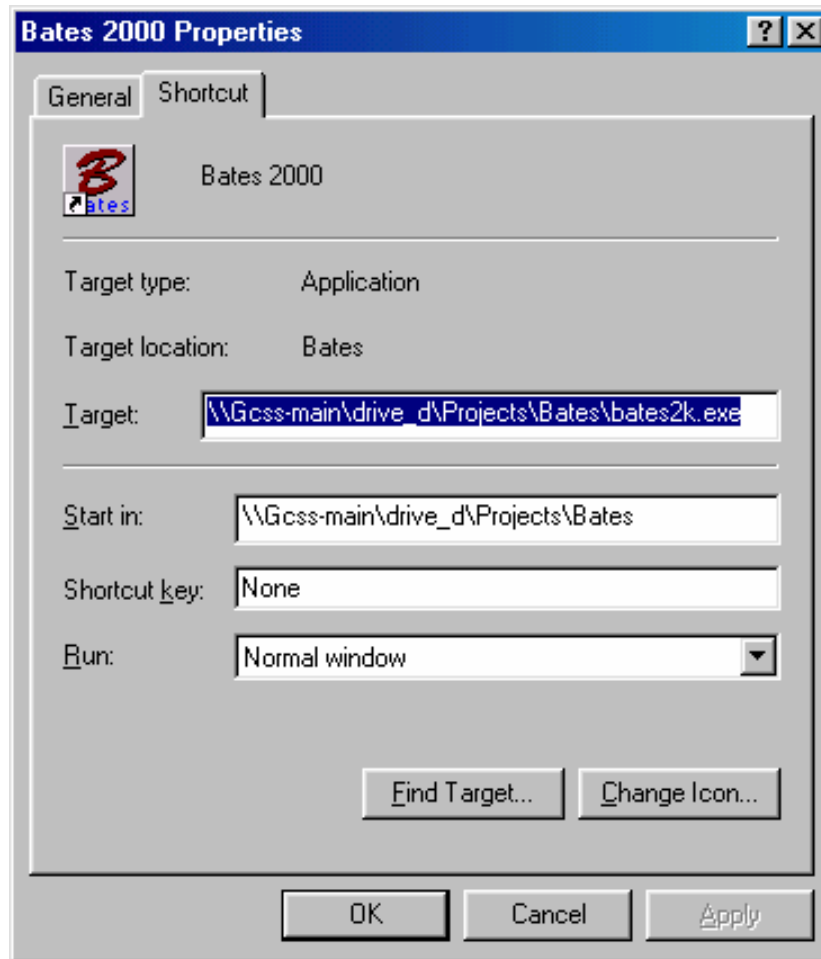 Bates 2000 Properties
General Shortcut
B
ates
Bates 2000
Target type: Application
Target location: Bates
Target: \\Gcss-main\drive_d\Projects\Bates\bates2k.exe
Start in: \\Gcss-main\drive_d\Projects\Bates
Shortcut key: None
Run: Normal window
Find Target... Change Icon...
OK Cancel Apply